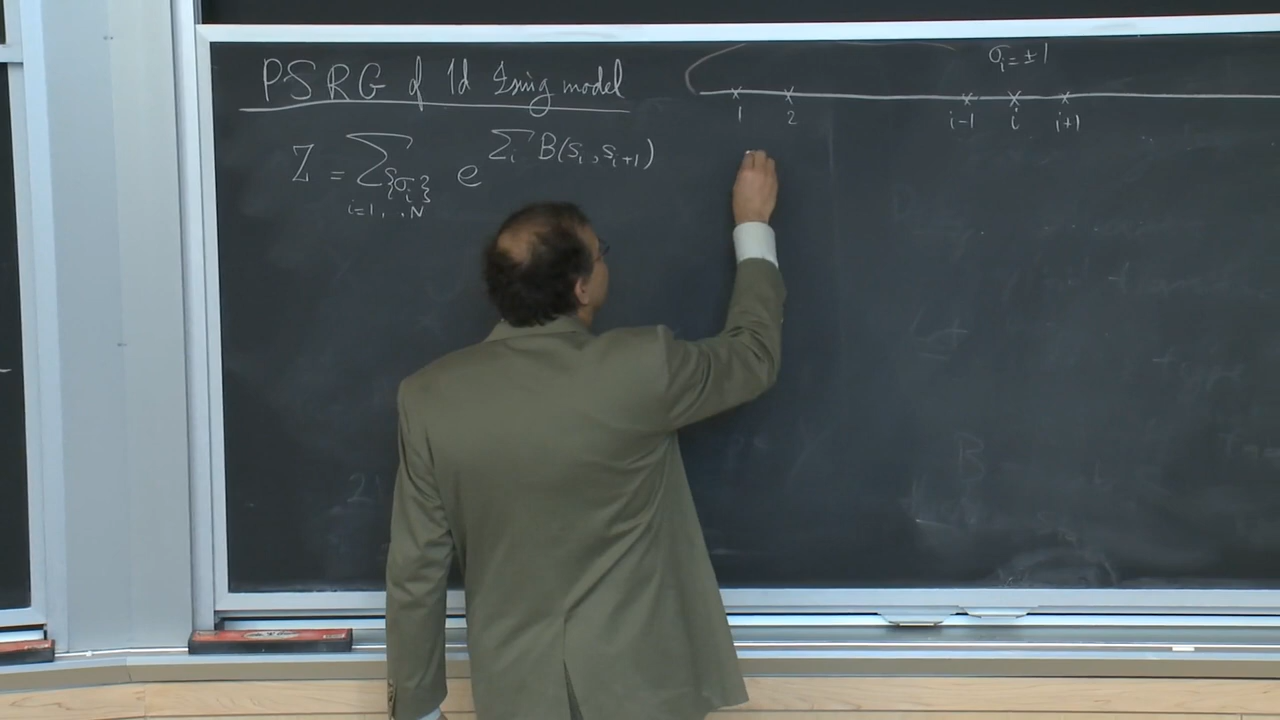 PSRG of 1d Ising model
σᵢ=±1
1 2 i-1 i i+1
Z = Σ e Σᵢ B(sᵢ, sᵢ₊₁)
{σᵢ}
i=1,..,N